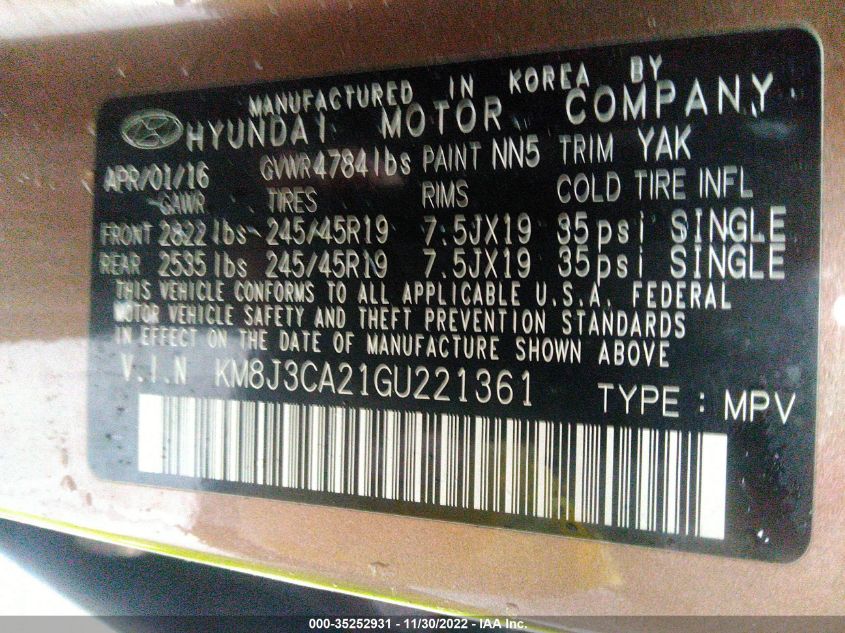 MANUFACTURED IN KOREA BY
HYUNDAI MOTOR COMPANY
APR/01/16 GVWR 4784lbs PAINT NN5 TRIM YAK
GAWR TIRES RIMS COLD TIRE INFL
FRONT 2822lbs 245/45R19 7.5JX19 35psi SINGLE
REAR 2535lbs 245/45R19 7.5JX19 35psi SINGLE
THIS VEHICLE CONFORMS TO ALL APPLICABLE U.S.A. FEDERAL
MOTOR VEHICLE SAFETY AND THEFT PREVENTION STANDARDS
IN EFFECT ON THE DATE OF MANUFACTURE SHOWN ABOVE
V.I.N KM8J3CA21GU221361
TYPE : MPV
000-35252931 - 11/30/2022 - IAA Inc.